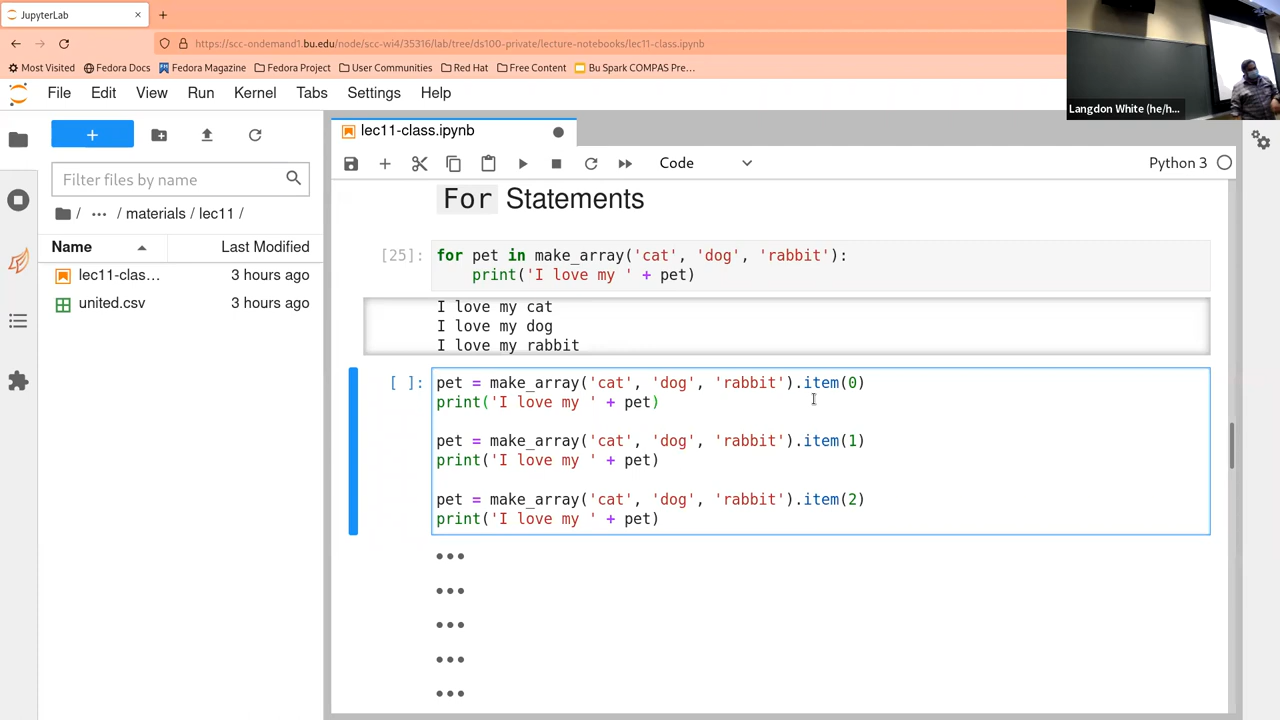 JupyterLab
https://scc-ondemand1.bu.edu/node/scc-wi4/35316/lab/tree/ds100-private/lecture-notebooks/lec11-class.ipynb
Most Visited Fedora Docs Fedora Magazine Fedora Project User Communities Red Hat Free Content Bu Spark COMPAS Pre…
Langdon White (he/h...
File Edit View Run Kernel Tabs Settings Help
lec11-class.ipynb
Filter files by name
Code
Python 3
/ ... / materials / lec11 /
Name Last Modified
lec11-clas… 3 hours ago
united.csv 3 hours ago
For Statements
[25]: for pet in make_array('cat', 'dog', 'rabbit'):
print('I love my ' + pet)
I love my cat
I love my dog
I love my rabbit
[ ]: pet = make_array('cat', 'dog', 'rabbit').item(0)
print('I love my ' + pet)
pet = make_array('cat', 'dog', 'rabbit').item(1)
print('I love my ' + pet)
pet = make_array('cat', 'dog', 'rabbit').item(2)
print('I love my ' + pet)